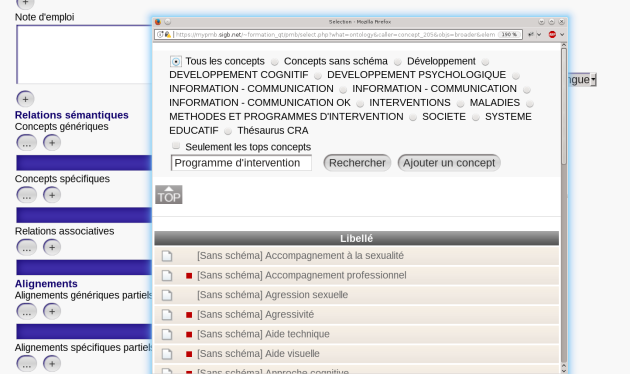 +
Note d'emploi
+
Relations sémantiques
Concepts génériques
... +
Concepts spécifiques
... +
Relations associatives
... +
Alignements
Alignements génériques partiels
... +
Alignements spécifiques partiels
... +
ngue
Selection - Mozilla Firefox
https://mypmb.sigb.net/~formation_qtpmb/select.php?what=ontology&caller=concept_205&objs=broader&elem
190 %
Tous les concepts Concepts sans schéma Développement
DEVELOPPEMENT COGNITIF DEVELOPPEMENT PSYCHOLOGIQUE
INFORMATION - COMMUNICATION INFORMATION - COMMUNICATION
INFORMATION - COMMUNICATION OK INTERVENTIONS MALADIES
METHODES ET PROGRAMMES D'INTERVENTION SOCIETE SYSTEME
EDUCATIF Thésaurus CRA
Seulement les tops concepts
Programme d'intervention Rechercher Ajouter un concept
TOP
Libellé
[Sans schéma] Accompagnement à la sexualité
[Sans schéma] Accompagnement professionnel
[Sans schéma] Agression sexuelle
[Sans schéma] Agressivité
[Sans schéma] Aide technique
[Sans schéma] Aide visuelle
[Sans schéma] Approche cognitive